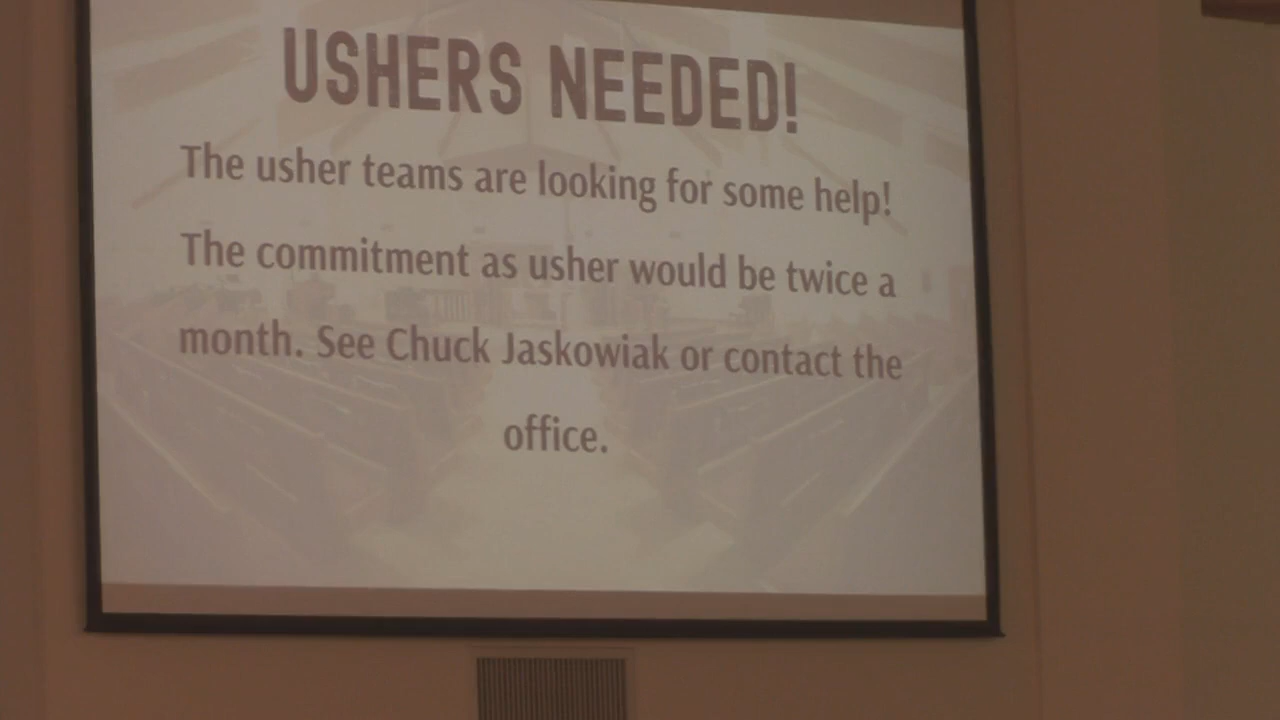 USHERS NEEDED!
The usher teams are looking for some help!
The commitment as usher would be twice a
month. See Chuck Jaskowiak or contact the
office.